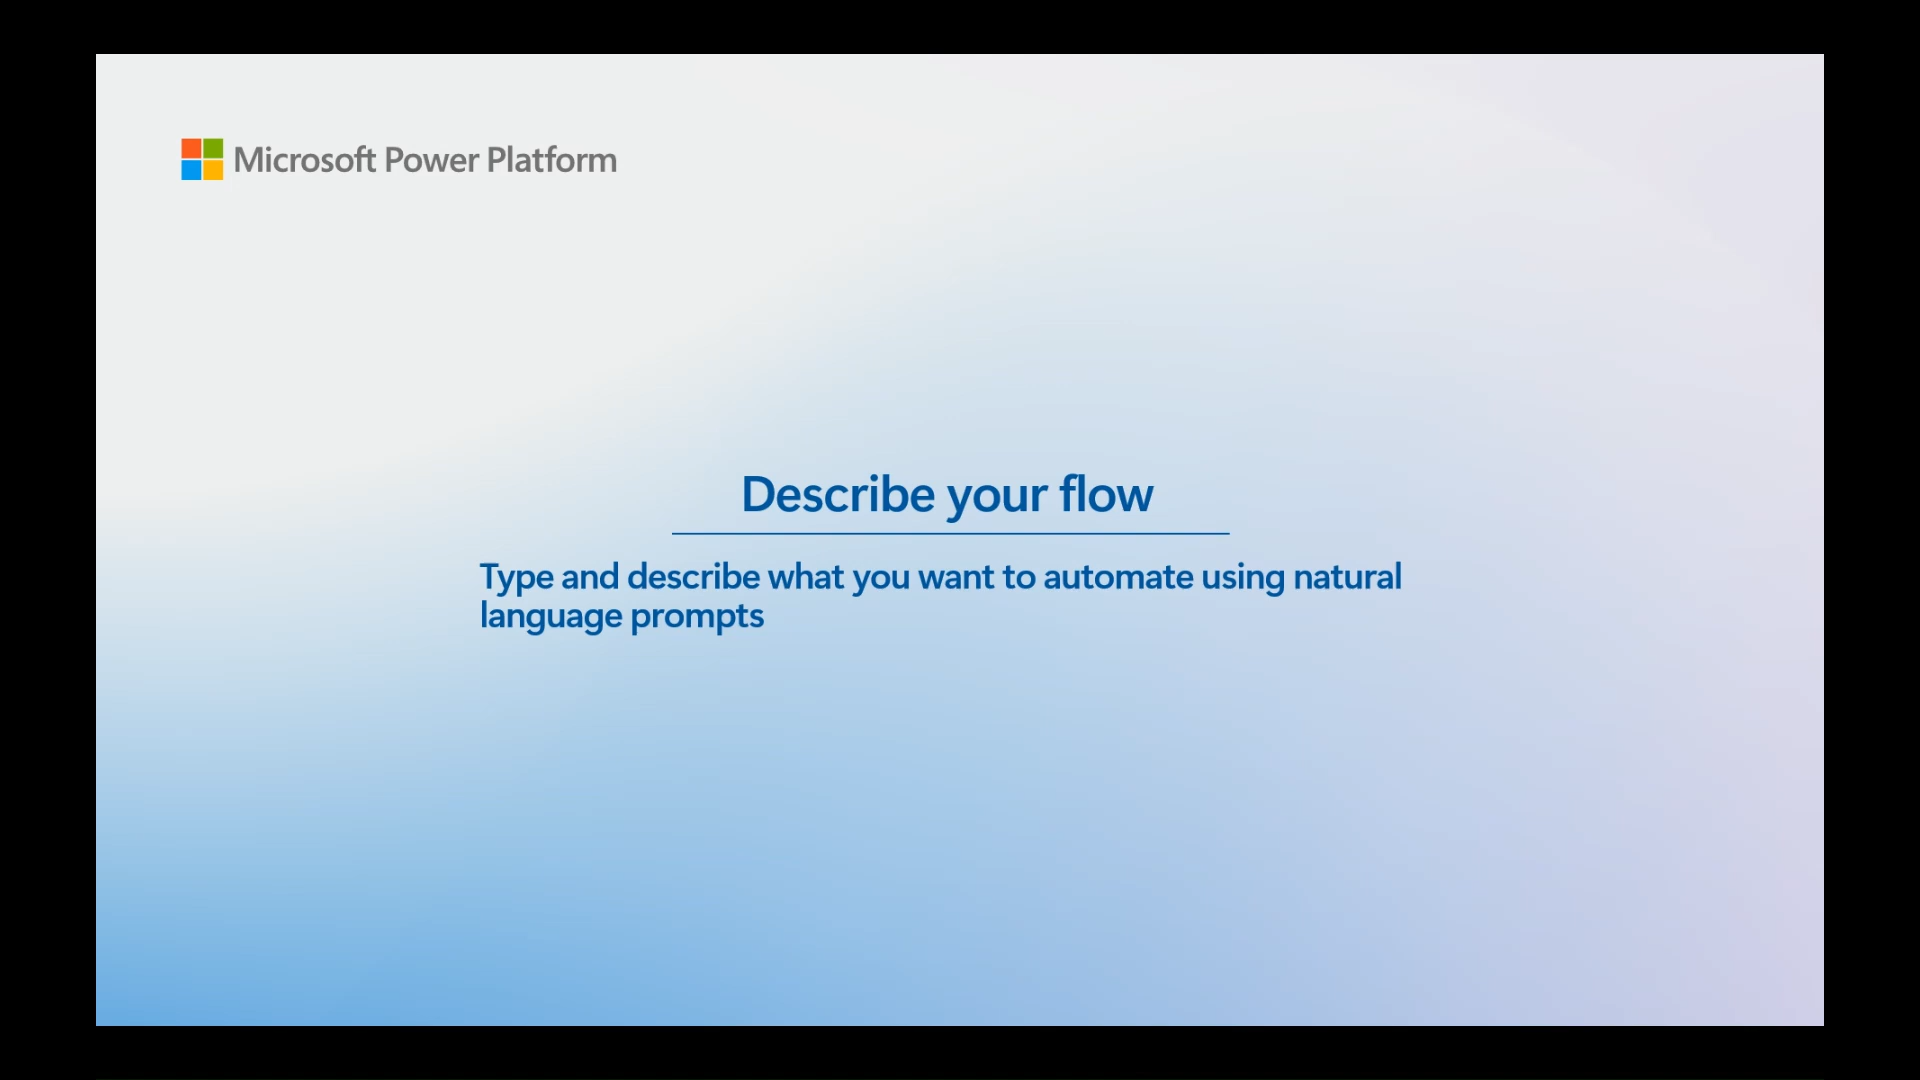 Microsoft Power Platform
Describe your flow
Type and describe what you want to automate using natural
language prompts